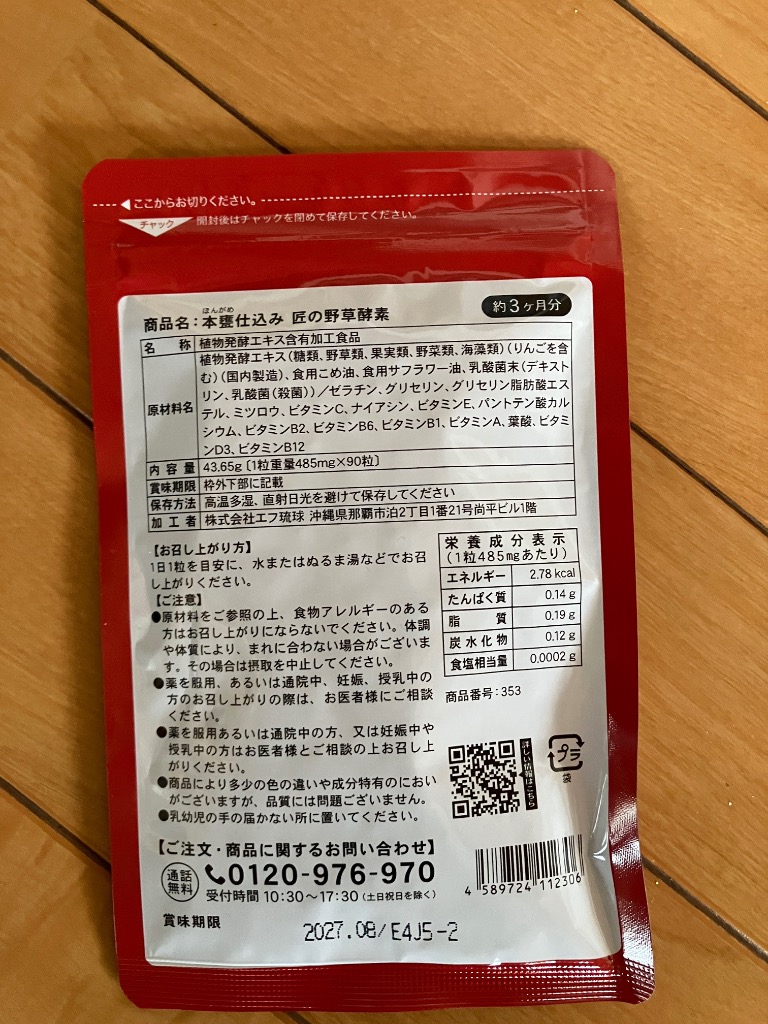 ここからお切りください。
チャック 開封後はチャックを閉めて保存してください。
ほんがめ
商品名：本甕仕込み 匠の野草酵素 約3ヶ月分
名称 植物発酵エキス含有加工食品
原材料名 植物発酵エキス(糖類、野草類、果実類、野菜類、海藻類)(りんごを含
む)(国内製造)、食用こめ油、食用サフラワー油、乳酸菌末(デキスト
リン、乳酸菌(殺菌))／ゼラチン、グリセリン、グリセリン脂肪酸エス
テル、ミツロウ、ビタミンC、ナイアシン、ビタミンE、パントテン酸カル
シウム、ビタミンB2、ビタミンB6、ビタミンB1、ビタミンA、葉酸、ビタミ
ンD3、ビタミンB12
内容量 43.65g〔1粒重量485mg×90粒〕
賞味期限 枠外下部に記載
保存方法 高温多湿、直射日光を避けて保存してください
加工者 株式会社エフ琉球 沖縄県那覇市泊2丁目1番21号尚平ビル1階
【お召し上がり方】
1日1粒を目安に、水またはぬるま湯などでお召
し上がりください。
【ご注意】
●原材料をご参照の上、食物アレルギーのある
方はお召し上がりにならないでください。体調
や体質により、まれに合わない場合がございま
す。その場合は摂取を中止してください。
●薬を服用、あるいは通院中、妊娠、授乳中の
方のお召し上がりの際は、お医者様にご相談
ください。
●薬を服用あるいは通院中の方、又は妊娠中や
授乳中の方はお医者様とご相談の上お召し上
がりください。
●商品により多少の色の違いや成分特有のにおい
がございますが、品質には問題ございません。
●乳幼児の手の届かない所に置いてください。
栄養成分表示
(1粒485mgあたり)
エネルギー 2.78 kcal
たんぱく質 0.14 g
脂質 0.19 g
炭水化物 0.12 g
食塩相当量 0.0002 g
商品番号：353
詳しい情報はこちら
プラ
袋
【ご注文・商品に関するお問い合わせ】
通話
無料
0120-976-970
受付時間 10:30～17:30 (土日祝日を除く)
4 589724 112306
賞味期限 2027.08/E4J5-2